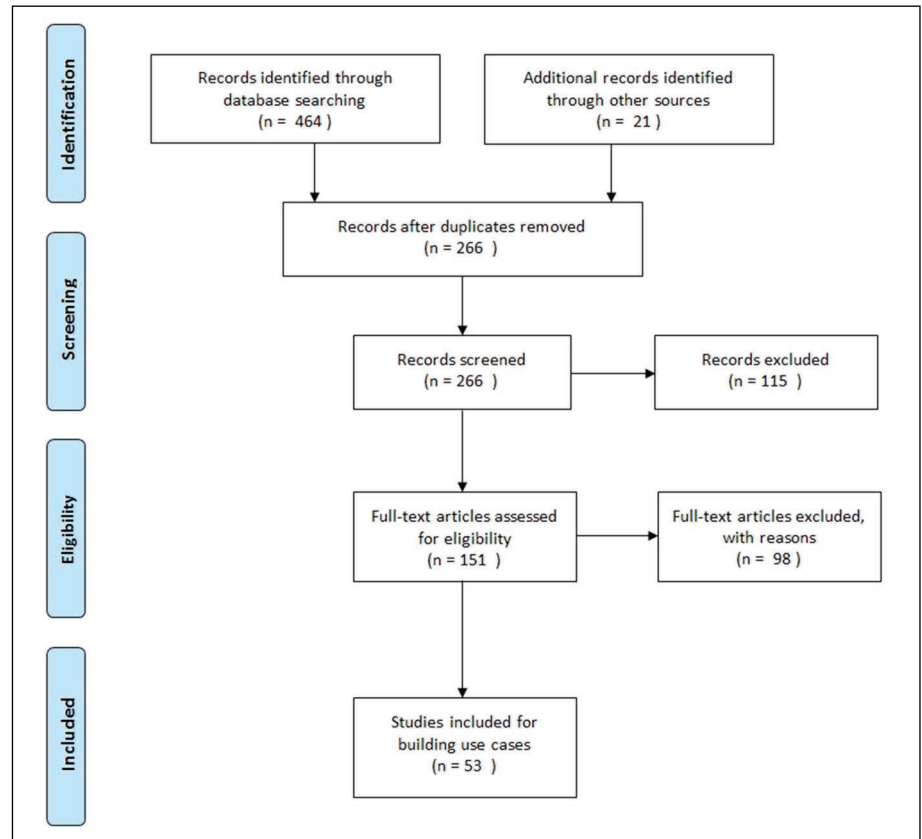 Identification
Records identified through
database searching
(n = 464 )
Additional records identified
through other sources
(n = 21 )
Records after duplicates removed
(n = 266 )
Screening
Records screened
(n = 266 )
Records excluded
(n = 115 )
Eligibility
Full-text articles assessed
for eligibility
(n = 151 )
Full-text articles excluded,
with reasons
(n = 98 )
Included
Studies included for
building use cases
(n = 53 )